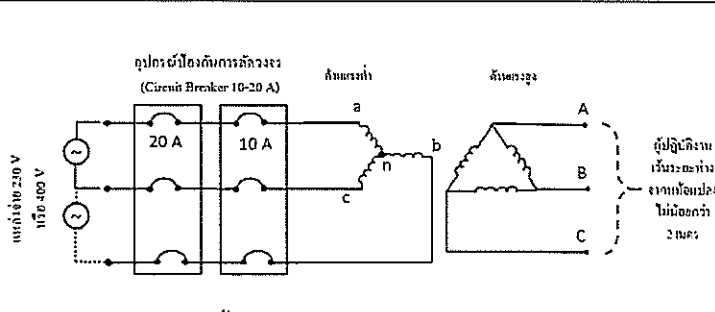 อุปกรณ์ป้องกันการลัดวงจร
(Circuit Breaker 10-20 A)
ด้านแรงต่ำ
ด้านแรงสูง
20 A
10 A
a
b
n
c
A
B
C
แหล่งจ่าย 230 V
หรือ 400 V
ผู้ปฏิบัติงาน
เว้นระยะห่าง
จากหม้อแปลง
ไม่น้อยกว่า
2 เมตร